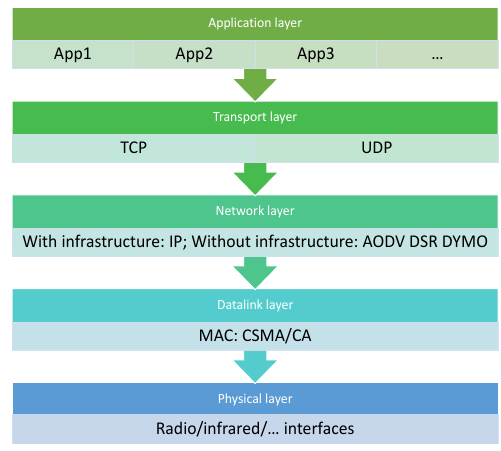 Application layer
App1 App2 App3 ...
Transport layer
TCP UDP
Network layer
With infrastructure: IP; Without infrastructure: AODV DSR DYMO
Datalink layer
MAC: CSMA/CA
Physical layer
Radio/infrared/... interfaces